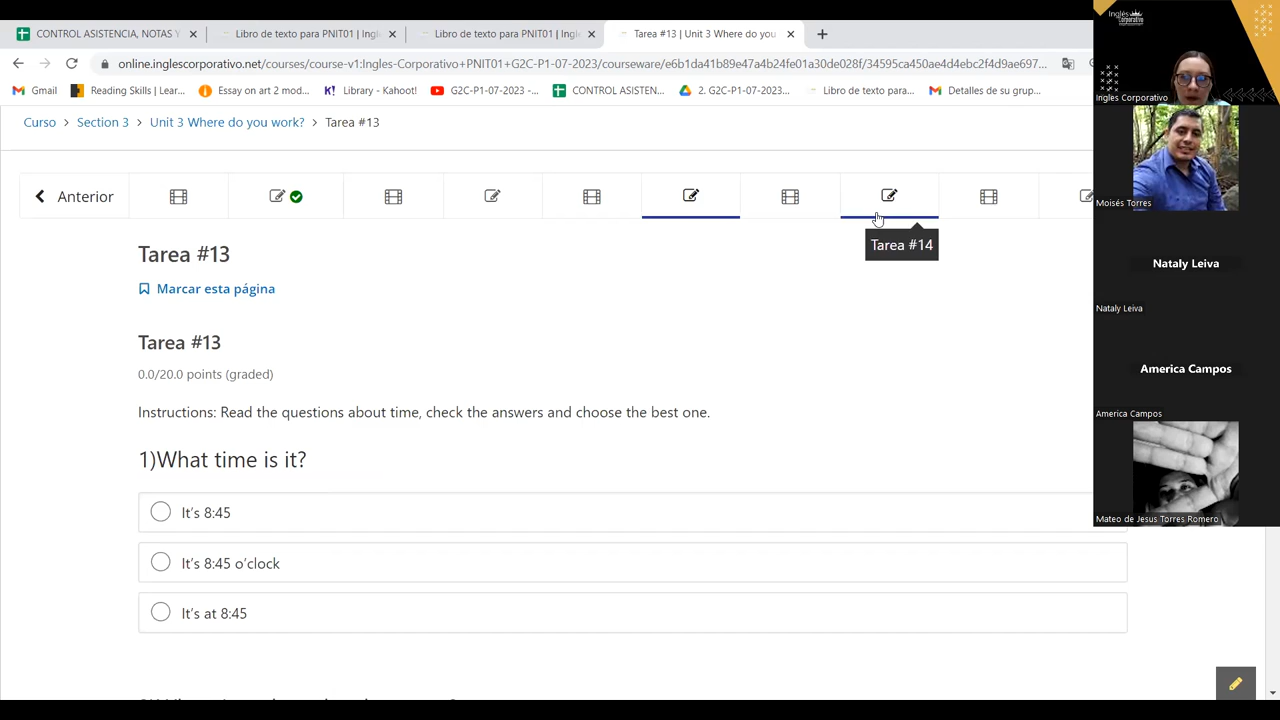 CONTROL ASISTENCIA, NOTAS Y
Libro de texto para PNIT01 | Ingl
Libro de texto para PNIT01 | Ingl
Tarea #13 | Unit 3 Where do you
online.inglescorporativo.net/courses/course-v1:Ingles-Corporativo+PNIT01+G2C-P1-07-2023/courseware/e6b1da41b89e47a4b24fe01a30de028f/34595ca450ae4d4ebc2f4d9ae697...
Gmail
Reading Skills | Lear...
Essay on art 2 mod...
Library - Kahoot!
G2C-P1-07-2023 -...
CONTROL ASISTEN...
2. G2C-P1-07-2023...
Libro de texto para...
Detalles de su grup...
Curso > Section 3 > Unit 3 Where do you work? > Tarea #13
Anterior
Tarea #14
Tarea #13
Marcar esta página
Tarea #13
0.0/20.0 points (graded)
Instructions: Read the questions about time, check the answers and choose the best one.
1)What time is it?
It's 8:45
It's 8:45 o'clock
It's at 8:45
Inglés
Corporativo
Ingles Corporativo
Moisés Torres
Nataly Leiva
Nataly Leiva
America Campos
America Campos
Mateo de Jesus Torres Romero